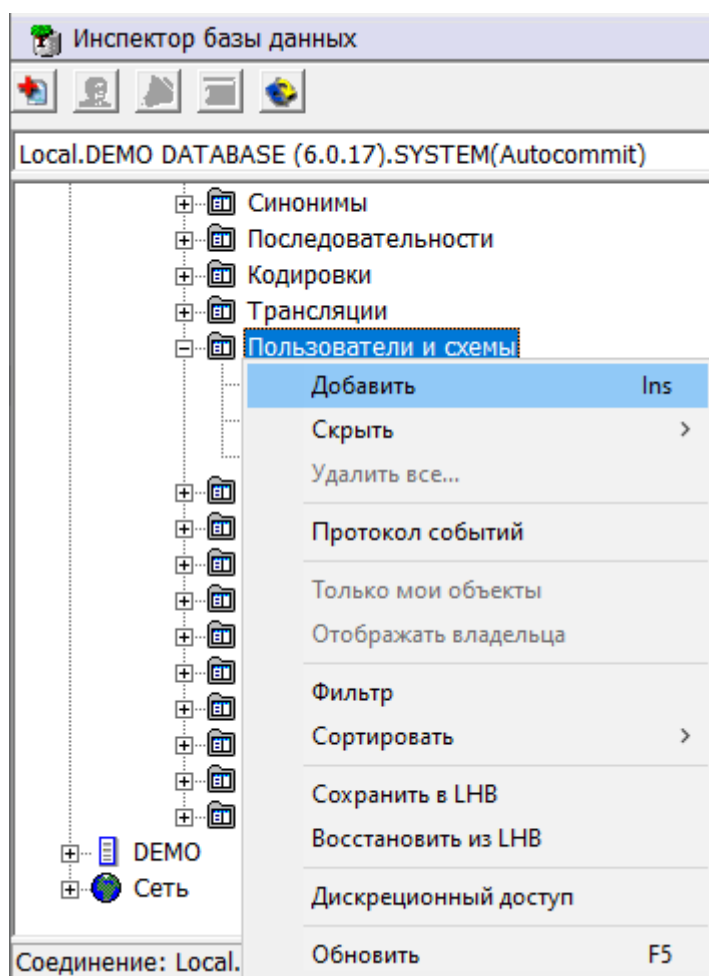 Инспектор базы данных
Local.DEMO DATABASE (6.0.17).SYSTEM(Autocommit)
Синонимы
Последовательности
Кодировки
Трансляции
Пользователи и схемы
Добавить Ins
Скрыть >
Удалить все...
Протокол событий
Только мои объекты
Отображать владельца
Фильтр
Сортировать >
Сохранить в LHB
Восстановить из LHB
Дискреционный доступ
Обновить F5
DEMO
Сеть
Соединение: Local.